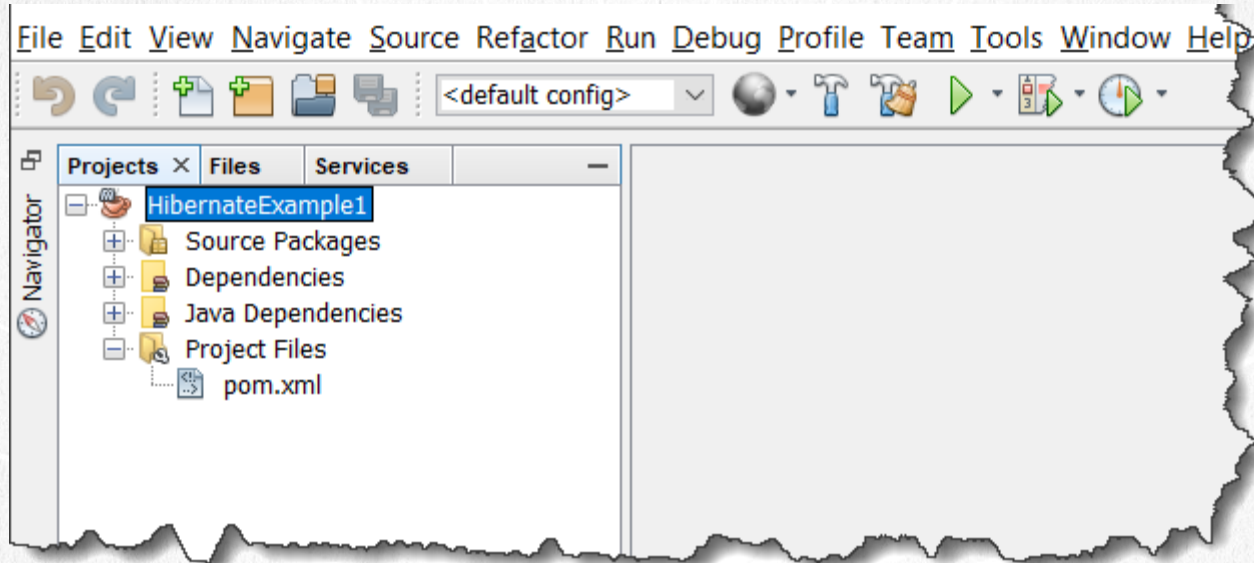 File Edit View Navigate Source Refactor Run Debug Profile Team Tools Window Help
<default config>
Projects Files Services
Navigator
HibernateExample1
Source Packages
Dependencies
Java Dependencies
Project Files
pom.xml